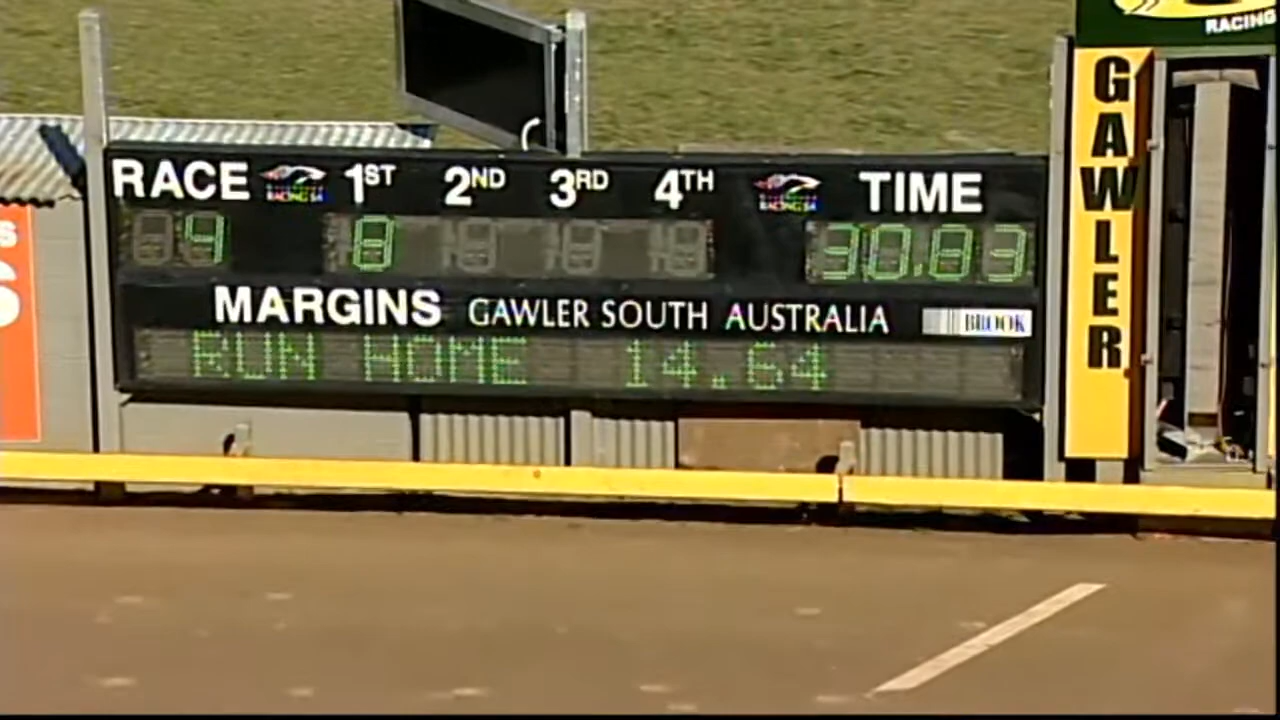 RACING
GAWLER
RACE 1ST 2ND 3RD 4TH TIME
4 8 30.83
MARGINS GAWLER SOUTH AUSTRALIA BROOK
RUN HOME 14.64
S